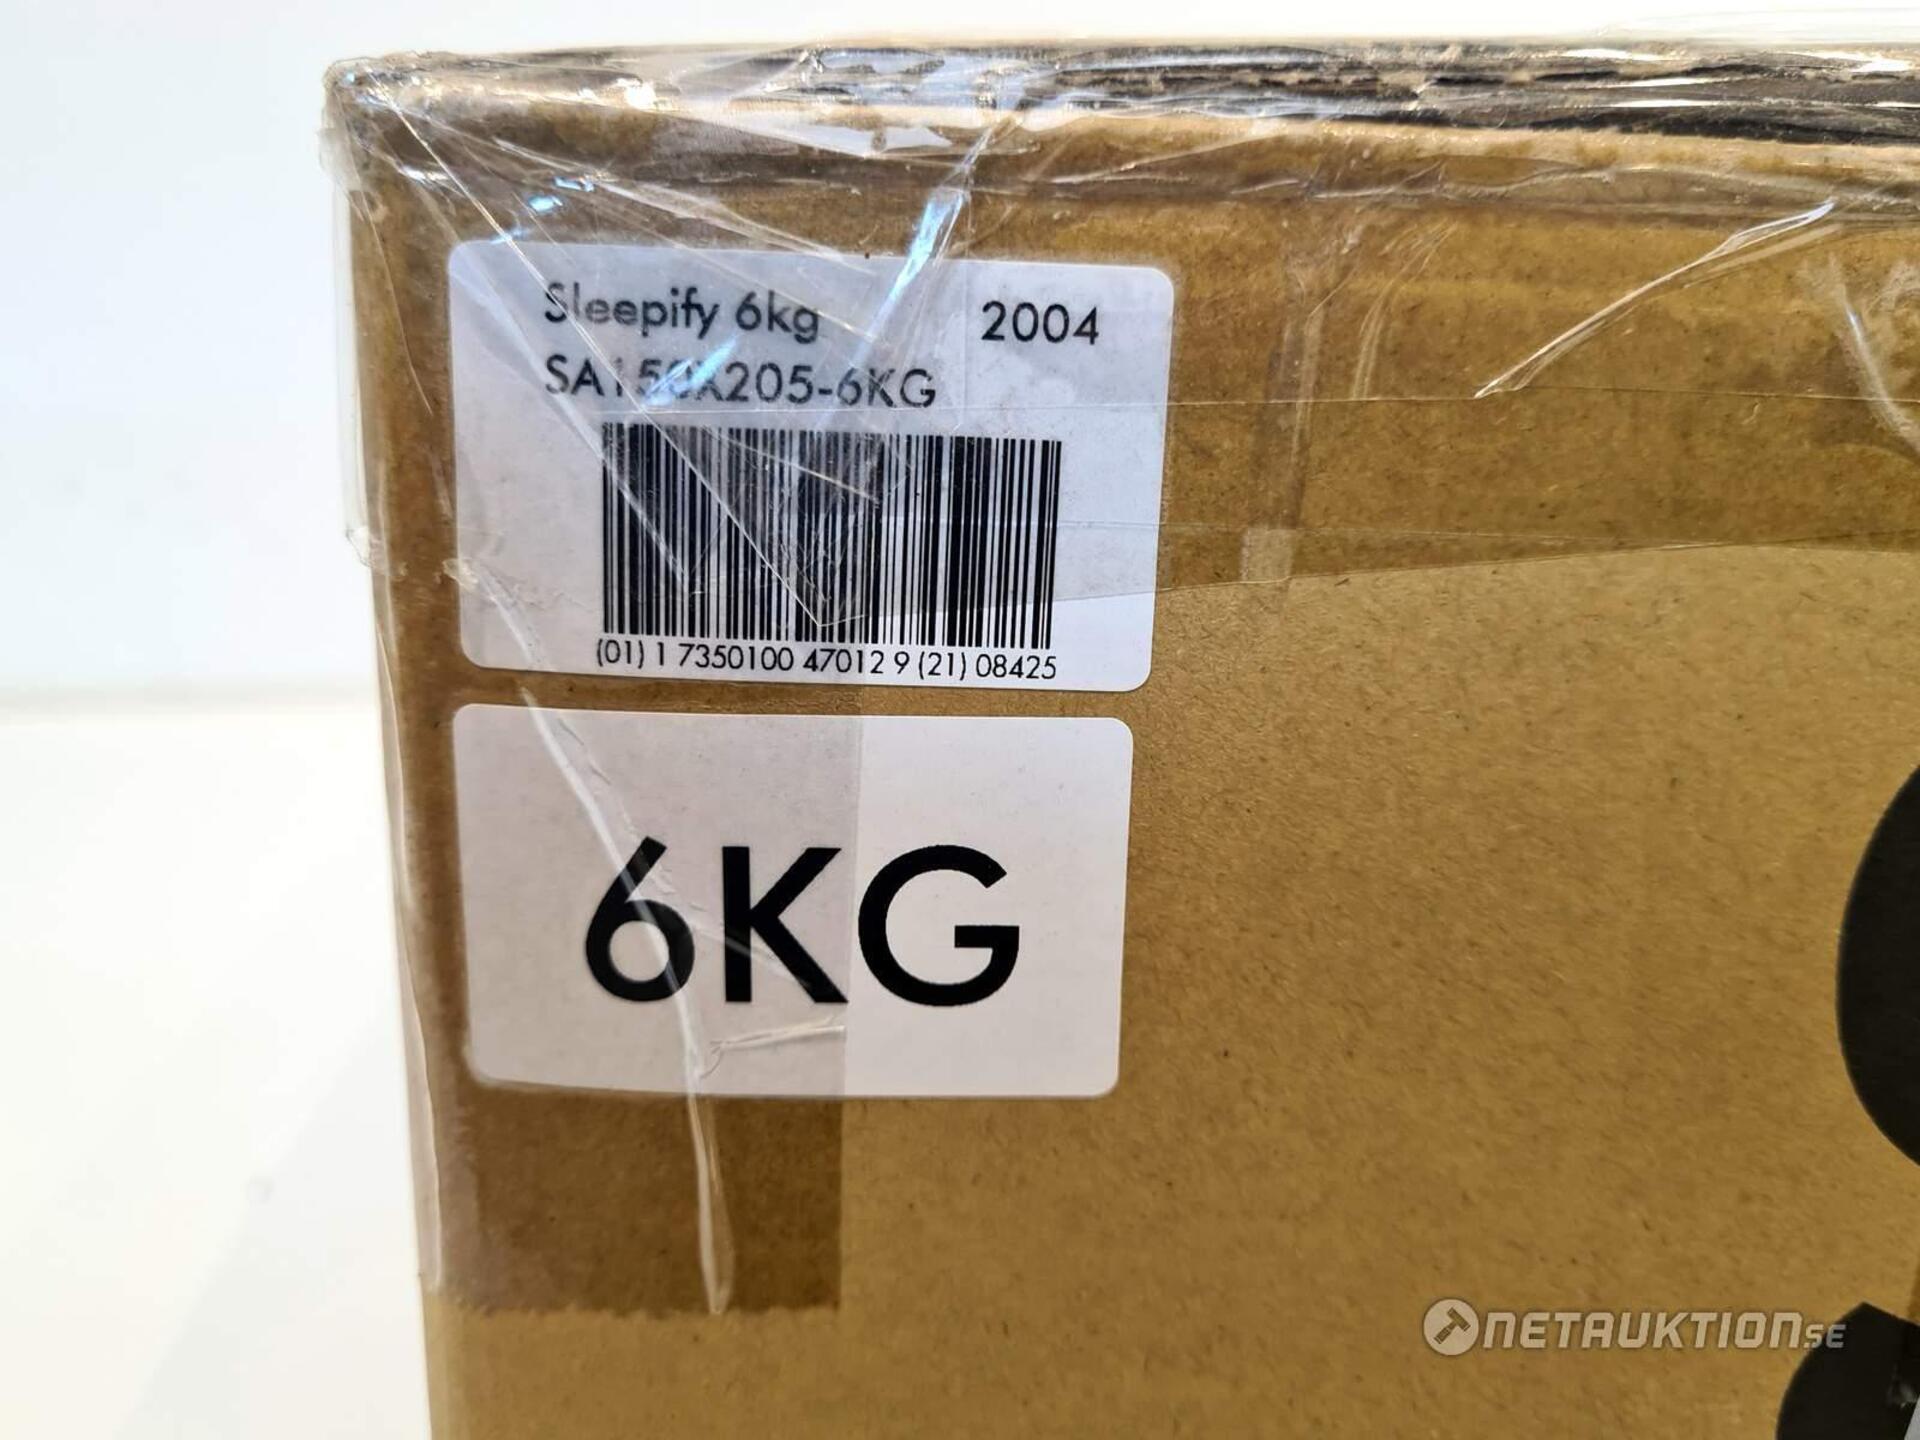 Sleepify 6kg 2004
SA150X205-6KG
(01) 1 7350100 47012 9 (21) 08425
6KG
NETAUKTION.SE